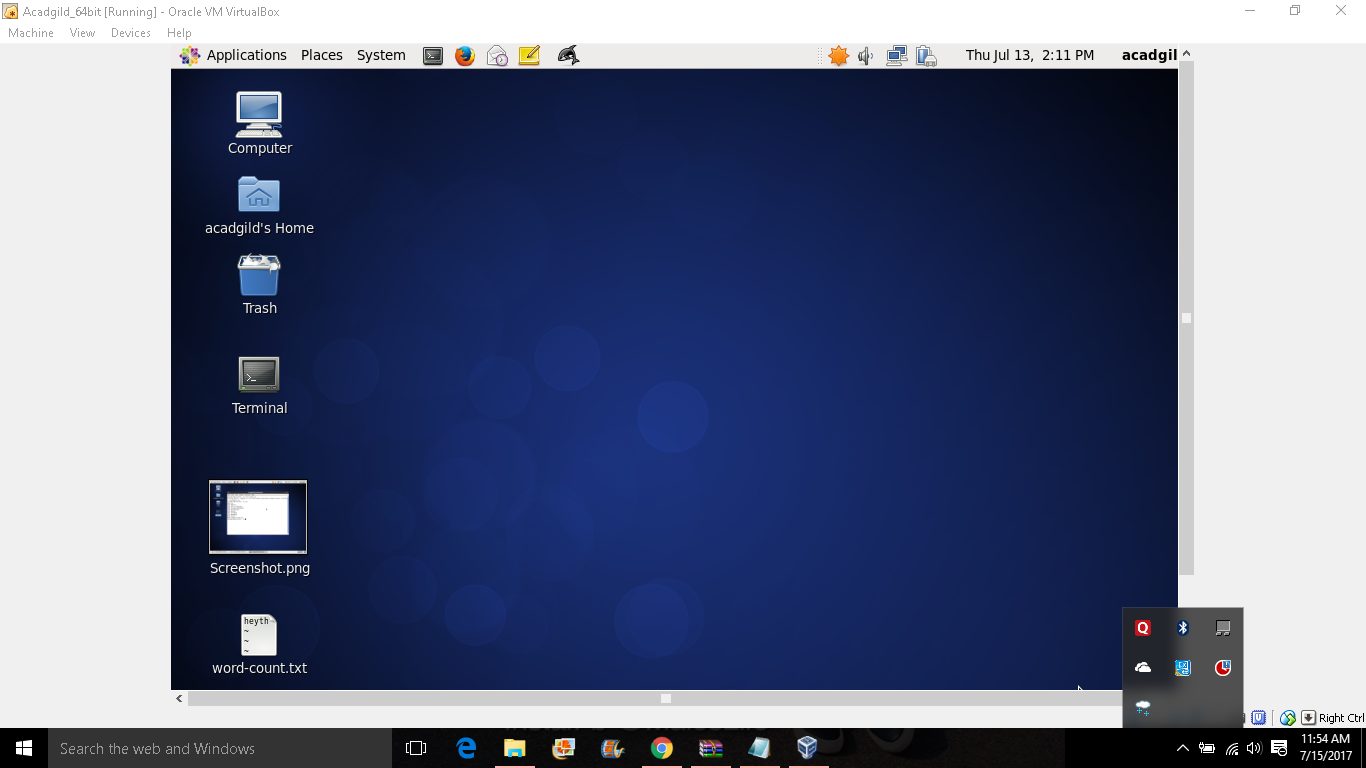 Acadgild_64bit [Running] - Oracle VM VirtualBox
Machine View Devices Help
Applications Places System Thu Jul 13, 2:11 PM acadgil
Computer
acadgild's Home
Trash
Terminal
Screenshot.png
heyth
~
~
~
word-count.txt
Q
Right Ctrl
Search the web and Windows
11:54 AM
7/15/2017